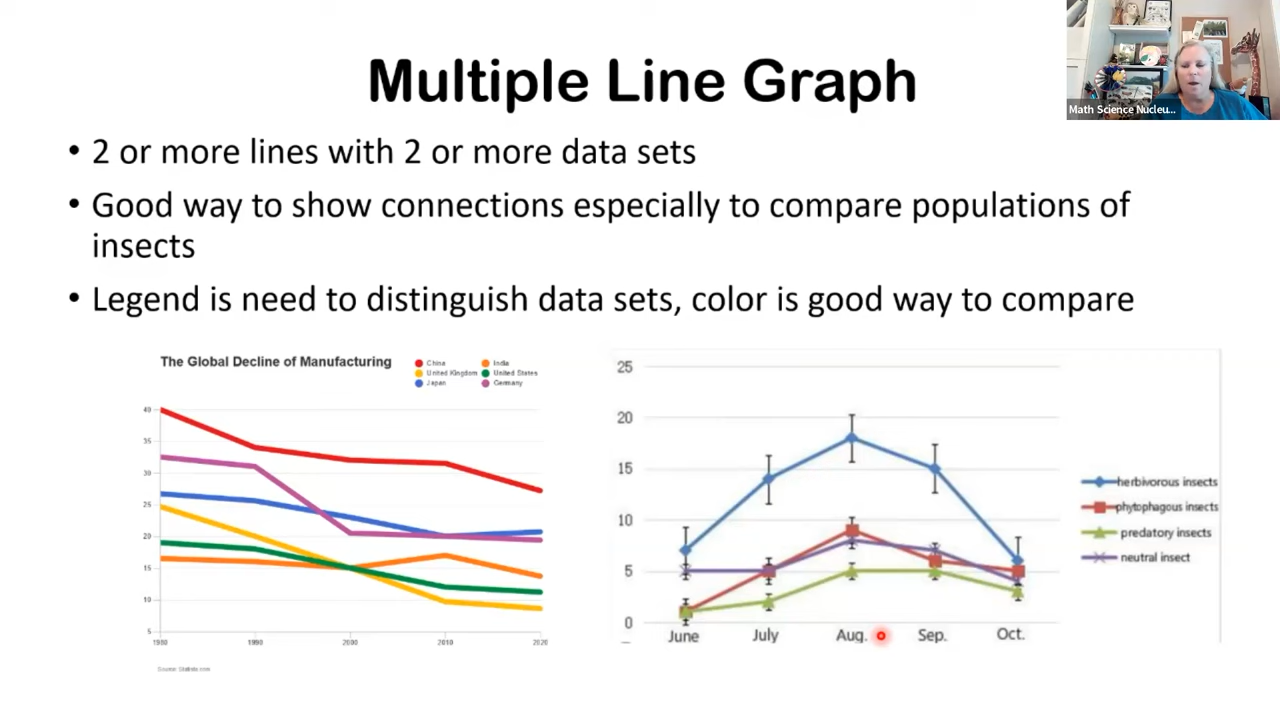 Multiple Line Graph
Math Science Nucleu...
• 2 or more lines with 2 or more data sets
• Good way to show connections especially to compare populations of
insects
• Legend is need to distinguish data sets, color is good way to compare
The Global Decline of Manufacturing
China India
United Kingdom United States
Japan Germany
40
35
30
25
20
15
10
5
1980 1990 2000 2010 2020
Source: Statista.com
25
20
15
10
5
0
June July Aug. Sep. Oct.
herbivorous insects
phytophagous insects
predatory insects
neutral insect